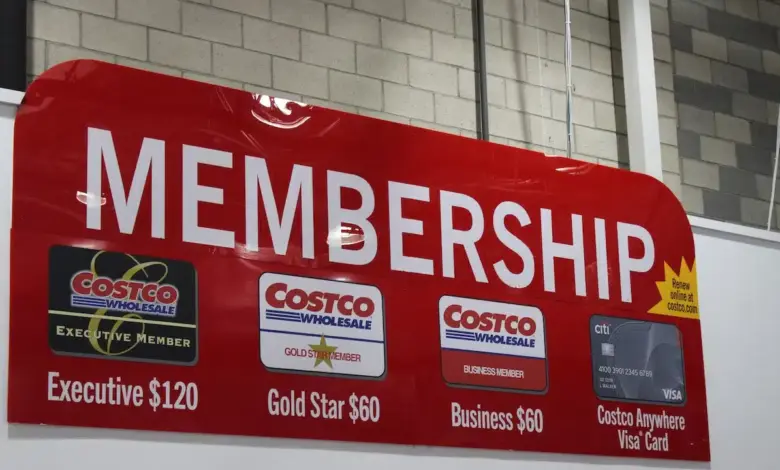 MEMBERSHIP
Renew
online at
costco.com
COSTCO
WHOLESALE
EXECUTIVE MEMBER
Executive $120
COSTCO
WHOLESALE
GOLD STAR MEMBER
Gold Star $60
COSTCO
WHOLESALE
BUSINESS MEMBER
Business $60
citi
VISA
Costco Anywhere
Visa® Card